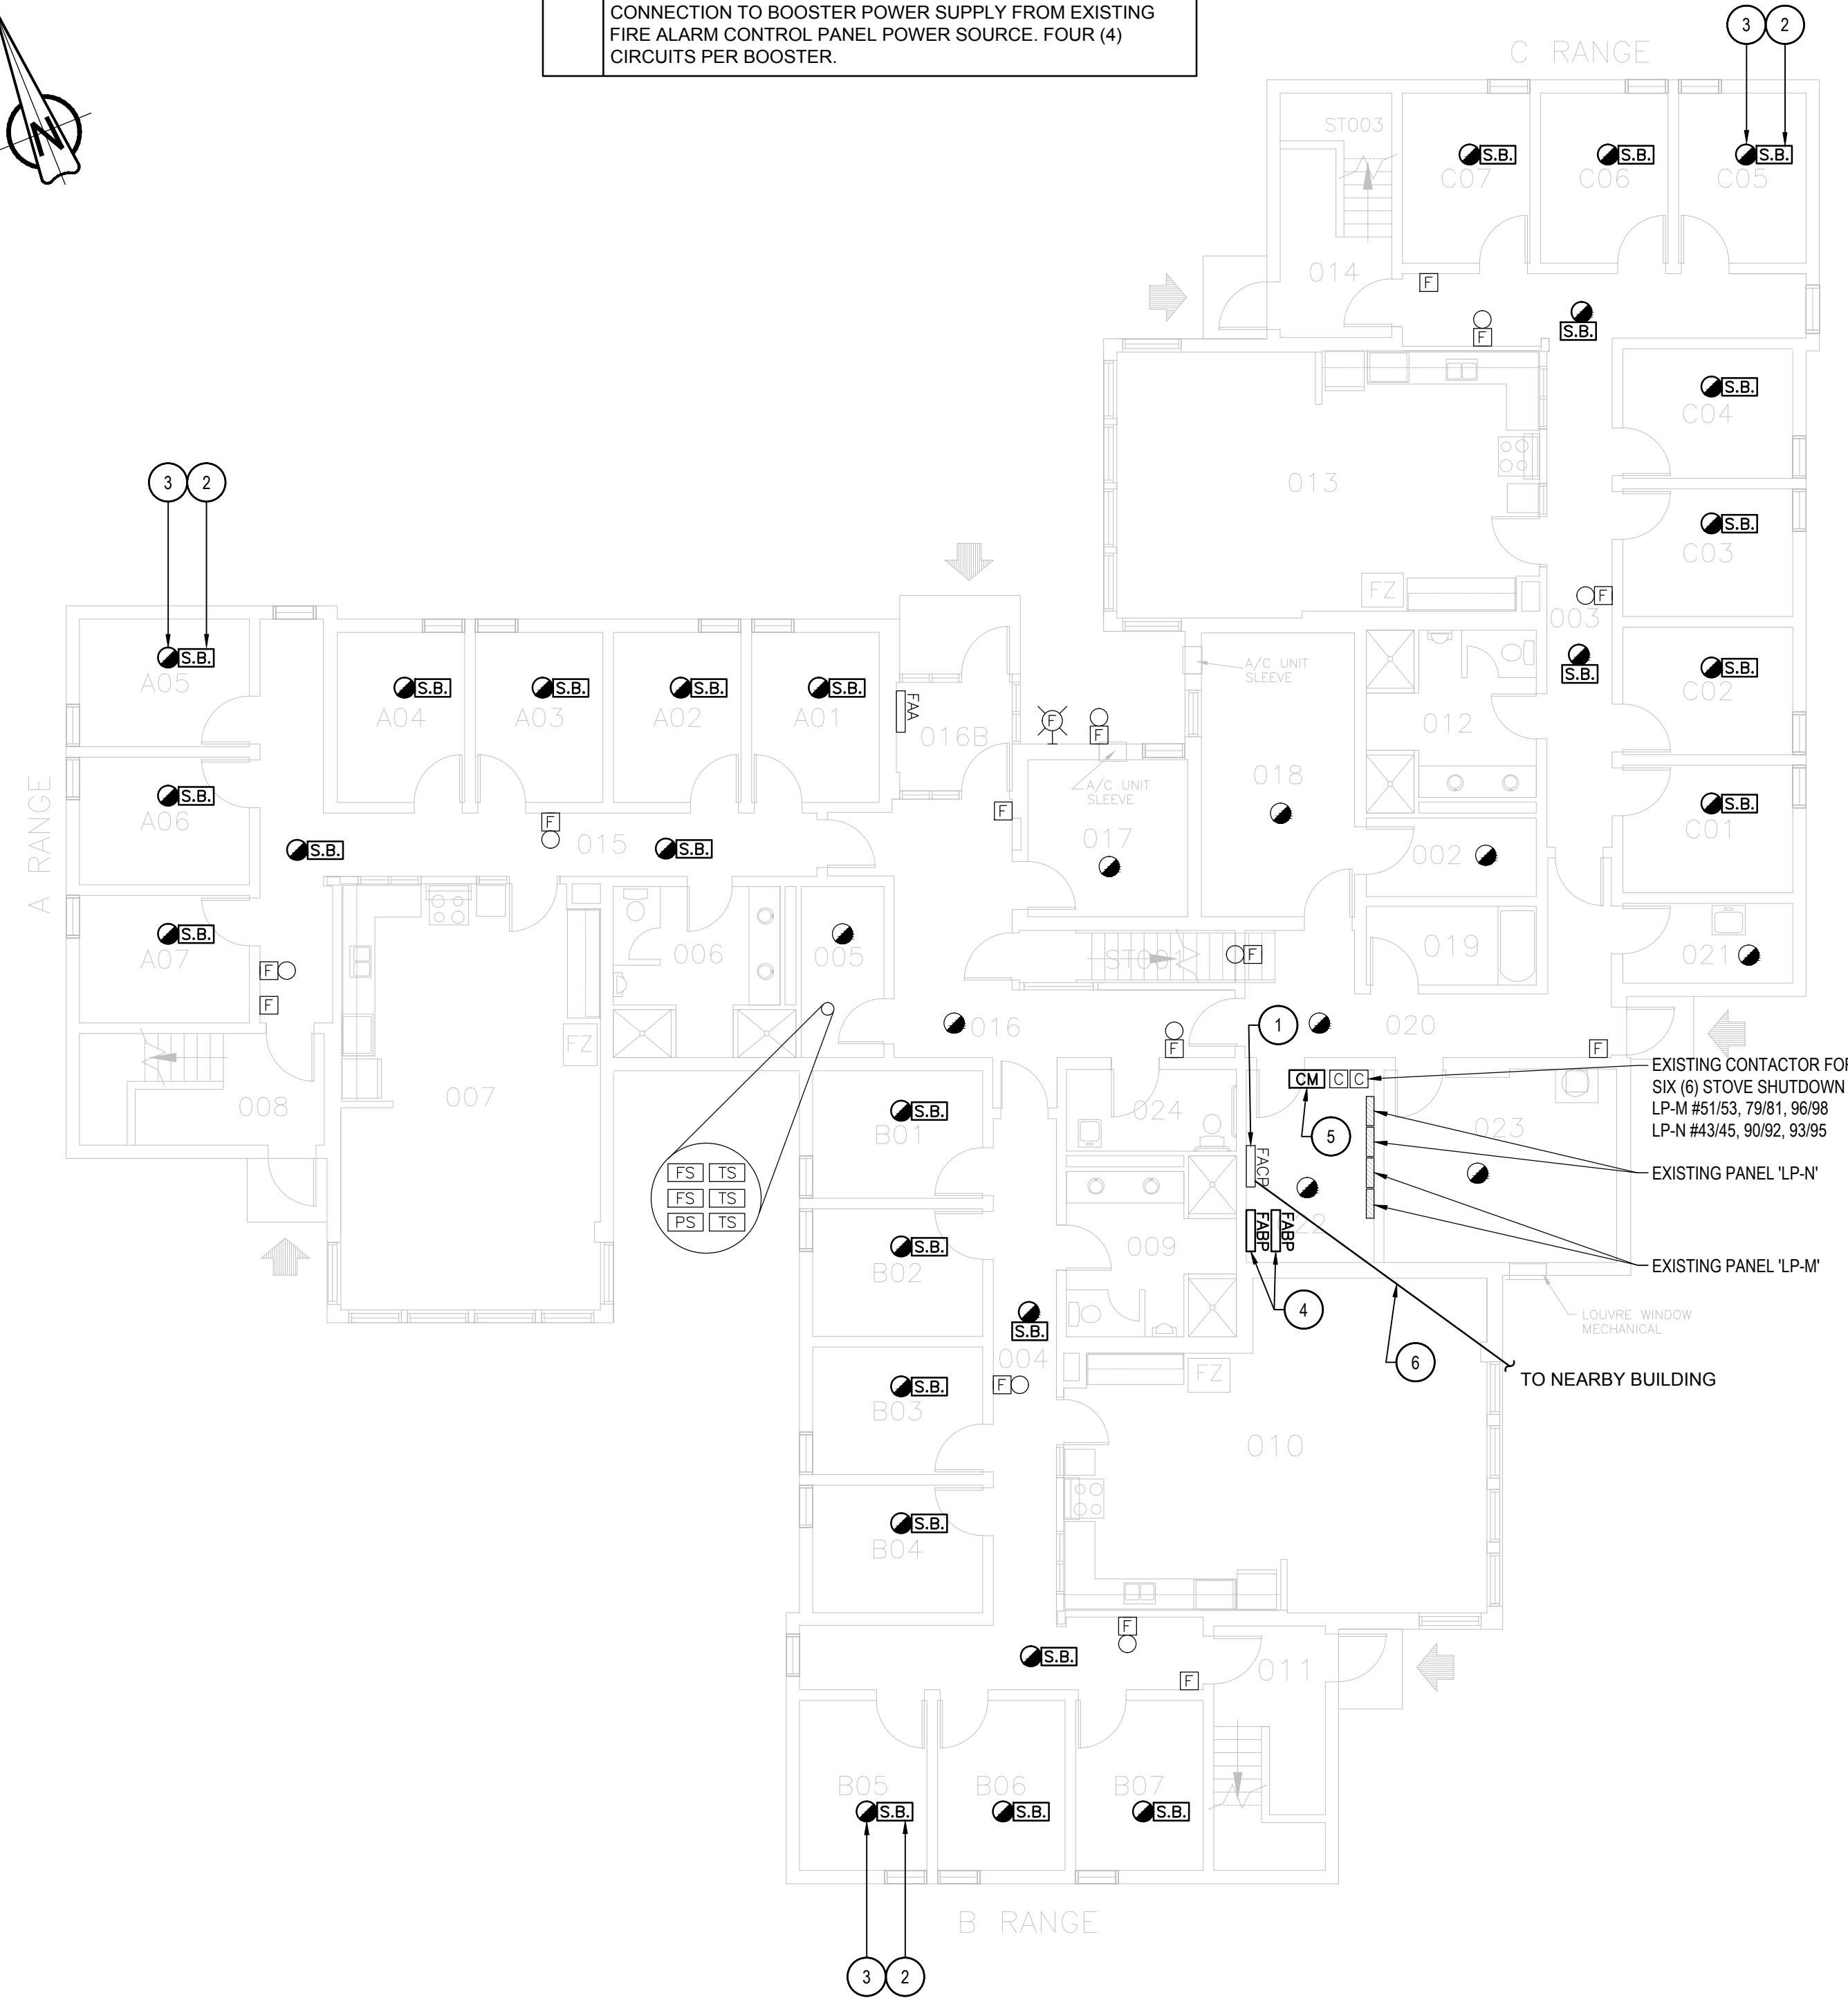 CONNECTION TO BOOSTER POWER SUPPLY FROM EXISTING
FIRE ALARM CONTROL PANEL POWER SOURCE. FOUR (4)
CIRCUITS PER BOOSTER.
N
3 2
C RANGE
ST003
S.B. S.B. S.B.
C07 C06 C05
014
F
F
S.B.
S.B.
C04
013
S.B.
C03
3 2
FZ
F
003
A/C UNIT
SLEEVE
S.B.
A05
S.B. S.B. S.B. S.B.
A04 A03 A02 A01
FAA
016B
F
F
S.B.
S.B.
C02
012
A/C UNIT
SLEEVE
018
S.B.
A06
A RANGE
F
015
S.B.
S.B.
F
017
002
S.B.
C01
S.B.
A07
F
F
006
005
ST001
F
019
021
016
F
1
020
F
FZ
008
007
CM C C
EXISTING CONTACTOR FOR
SIX (6) STOVE SHUTDOWN
LP-M #51/53, 79/81, 96/98
LP-N #43/45, 90/92, 93/95
S.B.
B01
024
5
023
FS TS
FS TS
PS TS
FACP
EXISTING PANEL 'LP-N'
S.B.
B02
009
FABP FABP
EXISTING PANEL 'LP-M'
4
S.B.
004
LOUVRE WINDOW
MECHANICAL
6
TO NEARBY BUILDING
S.B.
B03
F
FZ
010
S.B.
B04
F
S.B.
F
011
B05 B06 B07
S.B. S.B. S.B.
B RANGE
3 2